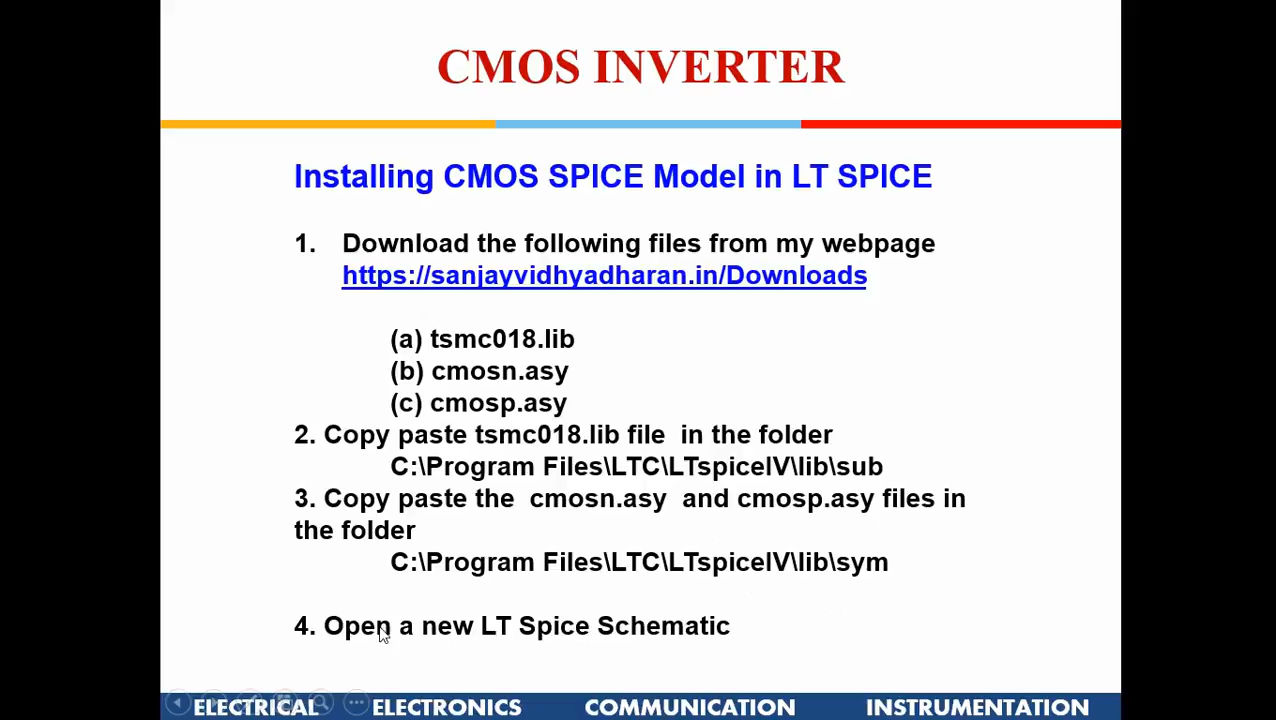 CMOS INVERTER
Installing CMOS SPICE Model in LT SPICE
1. Download the following files from my webpage
https://sanjayvidhyadharan.in/Downloads
(a) tsmc018.lib
(b) cmosn.asy
(c) cmosp.asy
2. Copy paste tsmc018.lib file in the folder
C:\Program Files\LTC\LTspiceIV\lib\sub
3. Copy paste the cmosn.asy and cmosp.asy files in
the folder
C:\Program Files\LTC\LTspiceIV\lib\sym
4. Open a new LT Spice Schematic
ELECTRICAL ELECTRONICS COMMUNICATION INSTRUMENTATION